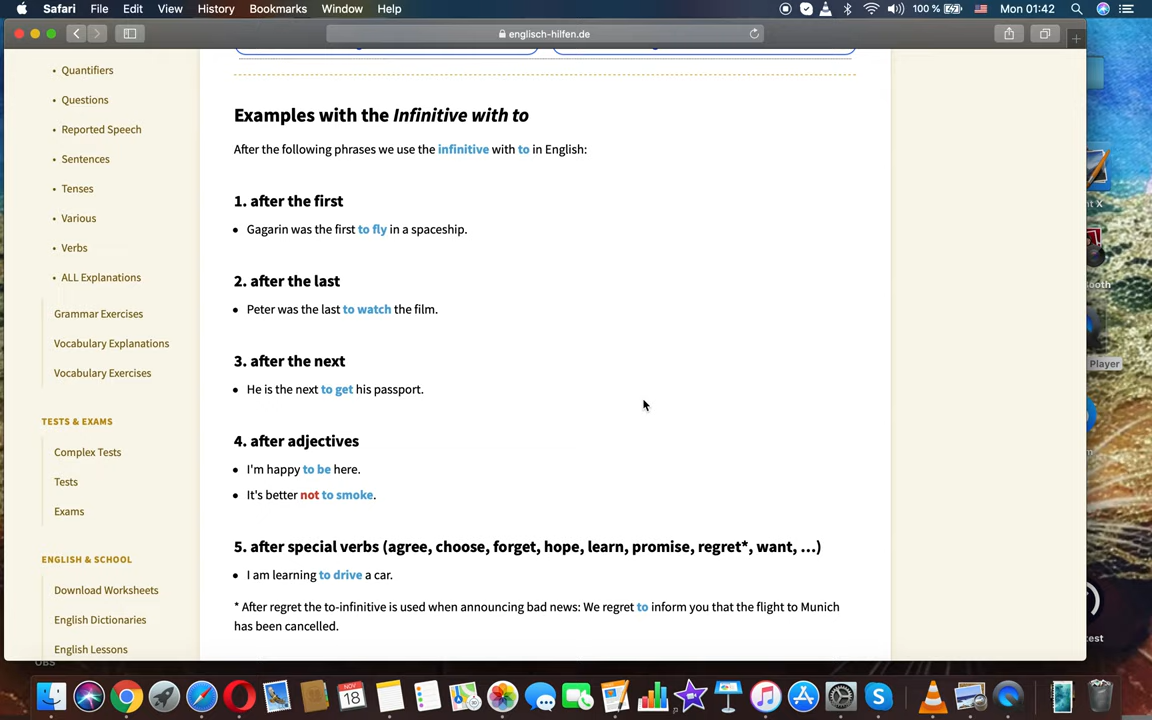 Safari File Edit View History Bookmarks Window Help 100 % Mon 01:42
englisch-hilfen.de
• Quantifiers
• Questions
• Reported Speech
• Sentences
• Tenses
• Various
• Verbs
• ALL Explanations
Grammar Exercises
Vocabulary Explanations
Vocabulary Exercises
TESTS & EXAMS
Complex Tests
Tests
Exams
ENGLISH & SCHOOL
Download Worksheets
English Dictionaries
English Lessons
Examples with the Infinitive with to
After the following phrases we use the infinitive with to in English:
1. after the first
• Gagarin was the first to fly in a spaceship.
2. after the last
• Peter was the last to watch the film.
3. after the next
• He is the next to get his passport.
4. after adjectives
• I'm happy to be here.
• It's better not to smoke.
5. after special verbs (agree, choose, forget, hope, learn, promise, regret*, want, ...)
• I am learning to drive a car.
* After regret the to-infinitive is used when announcing bad news: We regret to inform you that the flight to Munich
has been cancelled.
Player
OBS
NOV
18